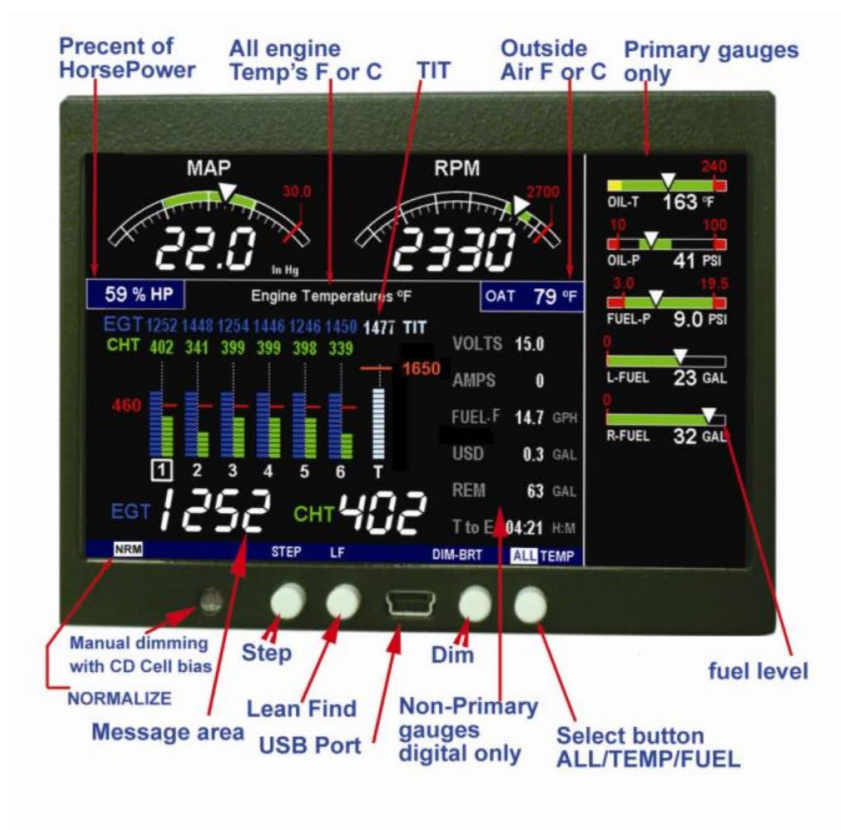 Precent of
HorsePower
All engine
Temp's F or C
TIT
Outside
Air F or C
Primary gauges
only
MAP
30.0
22.0
In Hg
RPM
2700
2330
240
OIL-T 163 ºF
10 100
OIL-P 41 PSI
3.0 19.5
FUEL-P 9.0 PSI
0
L-FUEL 23 GAL
0
R-FUEL 32 GAL
59 % HP
Engine Temperatures ºF
OAT 79 ºF
EGT 1252 1448 1254 1446 1246 1450 1477 TIT
CHT 402 341 399 399 398 339
1650
460
1 2 3 4 5 6 T
VOLTS 15.0
AMPS 0
FUEL-F 14.7 GPH
USD 0.3 GAL
REM 63 GAL
T to E 04:21 H:M
EGT 1252 CHT 402
NRM STEP LF DIM-BRT ALL TEMP
Manual dimming
with CD Cell bias
NORMALIZE
Message area
Step
Lean Find
USB Port
Dim
Non-Primary
gauges
digital only
Select button
ALL/TEMP/FUEL
fuel level